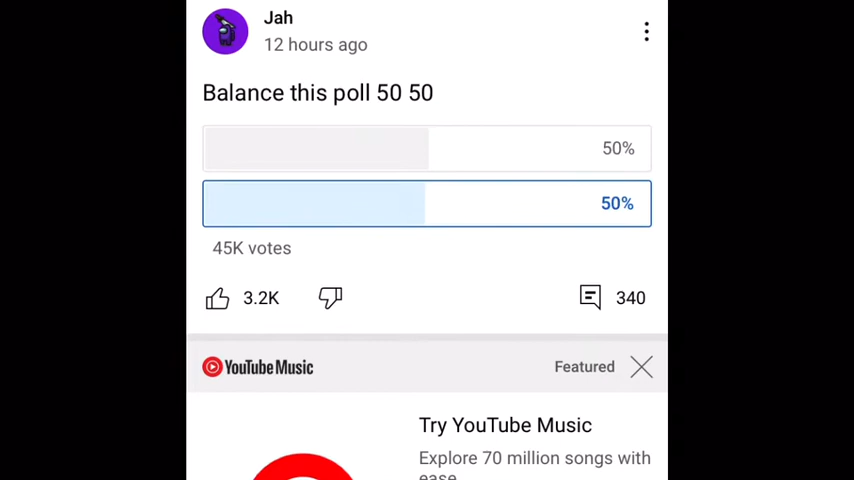 Jah
12 hours ago
Balance this poll 50 50
50%
50%
45K votes
3.2K
340
YouTube Music
Featured
Try YouTube Music
Explore 70 million songs with
ease